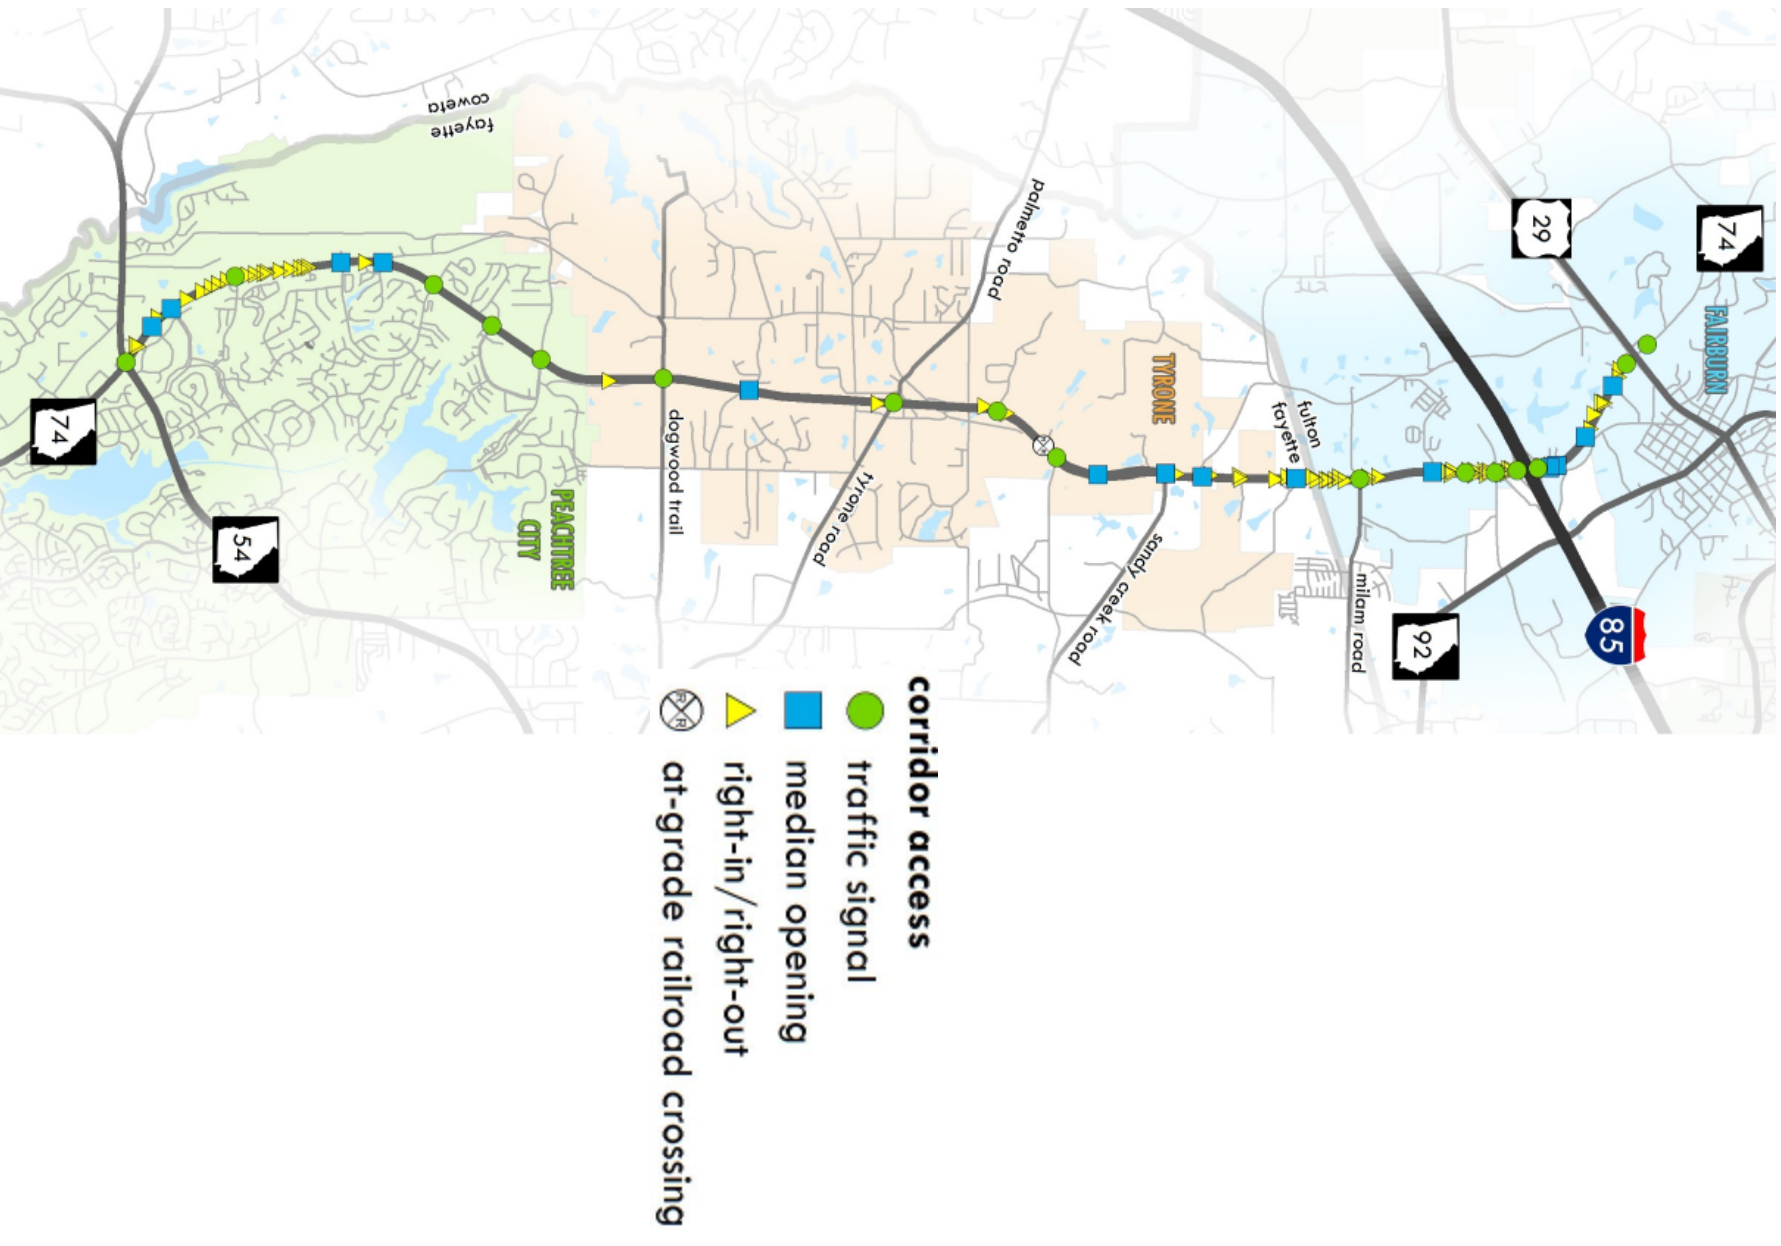 74
FAIRBURN
29
85
92
milam road
fulton
fayette
TYRONE
sandy creek road
palmetto road
tyrone road
dogwood trail
PEACHTREE
CITY
coweta
fayette
54
74
corridor access
traffic signal
median opening
right-in/right-out
R R
at-grade railroad crossing